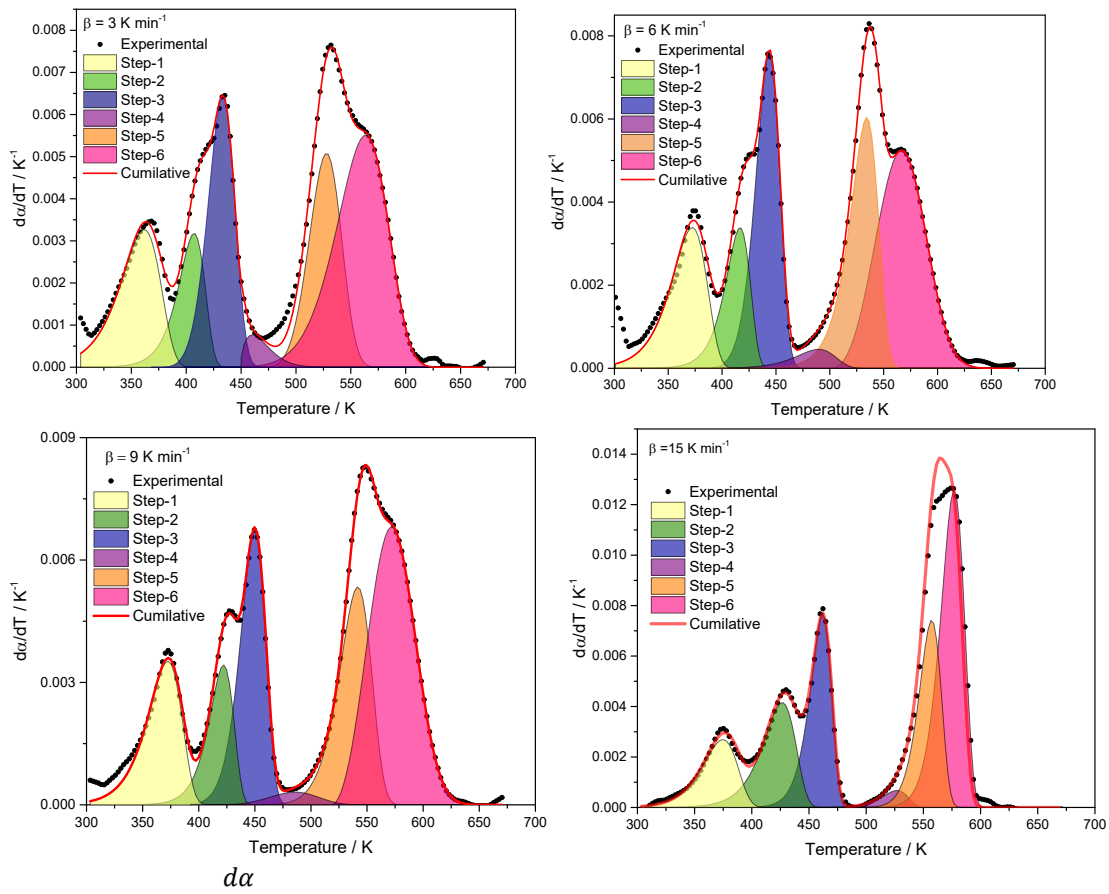 β = 3 K min⁻¹
Experimental
Step-1
Step-2
Step-3
Step-4
Step-5
Step-6
Cumilative
dα/dT / K⁻¹
0.008
0.007
0.006
0.005
0.004
0.003
0.002
0.001
0.000
300 350 400 450 500 550 600 650 700
Temperature / K
β = 6 K min⁻¹
Experimental
Step-1
Step-2
Step-3
Step-4
Step-5
Step-6
Cumilative
dα/dT / K⁻¹
0.008
0.006
0.004
0.002
0.000
300 350 400 450 500 550 600 650 700
Temperature / K
β = 9 K min⁻¹
Experimental
Step-1
Step-2
Step-3
Step-4
Step-5
Step-6
Cumilative
dα/dT / K⁻¹
0.009
0.006
0.003
0.000
300 350 400 450 500 550 600 650 700
Temperature / K
β =15 K min⁻¹
Experimental
Step-1
Step-2
Step-3
Step-4
Step-5
Step-6
Cumilative
dα/dT / K⁻¹
0.014
0.012
0.010
0.008
0.006
0.004
0.002
0.000
300 350 400 450 500 550 600 650 700
Temperature / K
dα